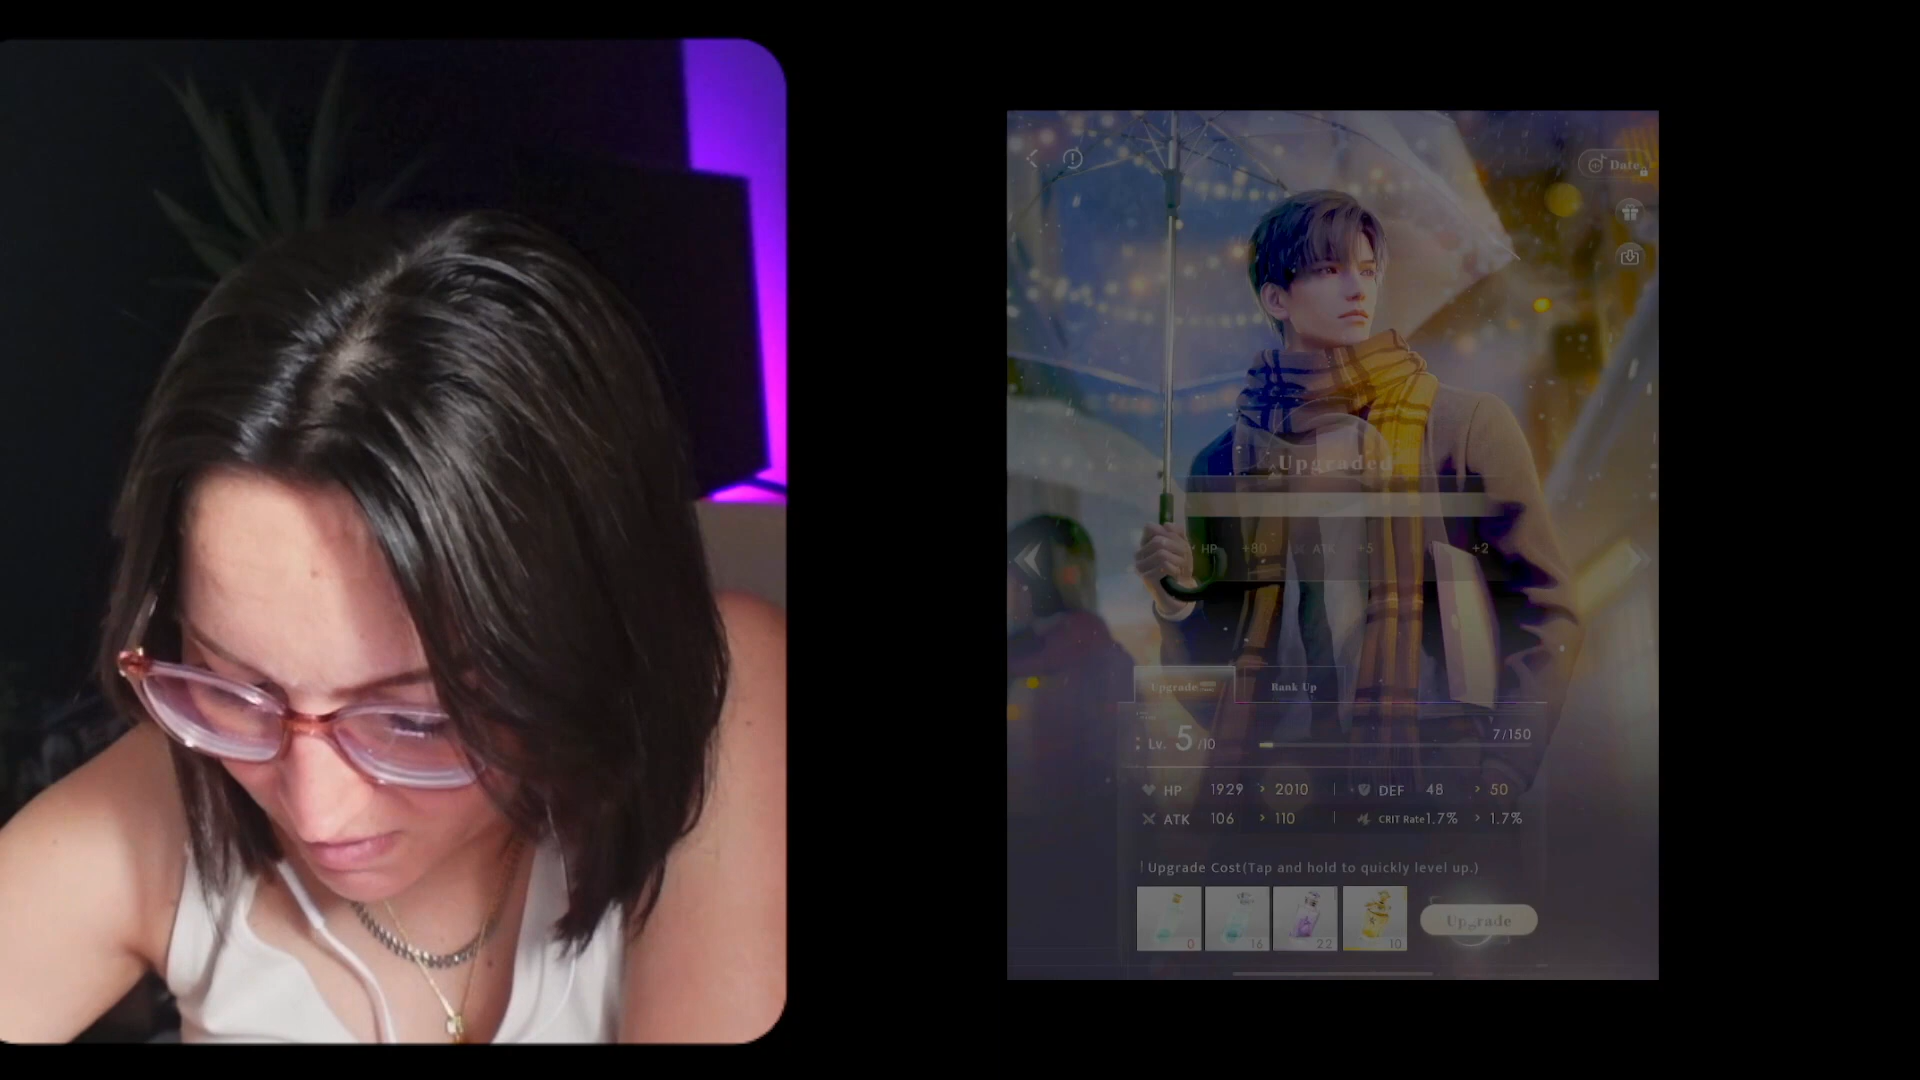 Date
Upgraded
HP +80 ATK +5 +2
Upgrade
Rank Up
Lv. 5 /10 7/150
HP 1929 > 2010 DEF 48 > 50
ATK 106 > 110 CRIT Rate 1.7% > 1.7%
Upgrade Cost(Tap and hold to quickly level up.)
0 16 22 10
Upgrade